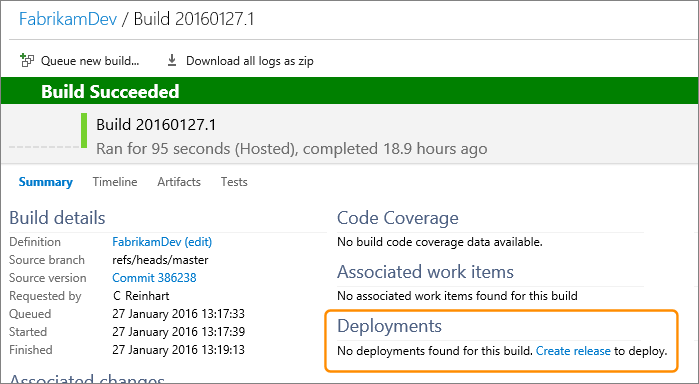 FabrikamDev / Build 20160127.1
Queue new build... Download all logs as zip
Build Succeeded
Build 20160127.1
Ran for 95 seconds (Hosted), completed 18.9 hours ago
Summary Timeline Artifacts Tests
Build details
Definition FabrikamDev (edit)
Source branch refs/heads/master
Source version Commit 386238
Requested by C Reinhart
Queued 27 January 2016 13:17:33
Started 27 January 2016 13:17:39
Finished 27 January 2016 13:19:13
Associated changes
Code Coverage
No build code coverage data available.
Associated work items
No associated work items found for this build
Deployments
No deployments found for this build. Create release to deploy.